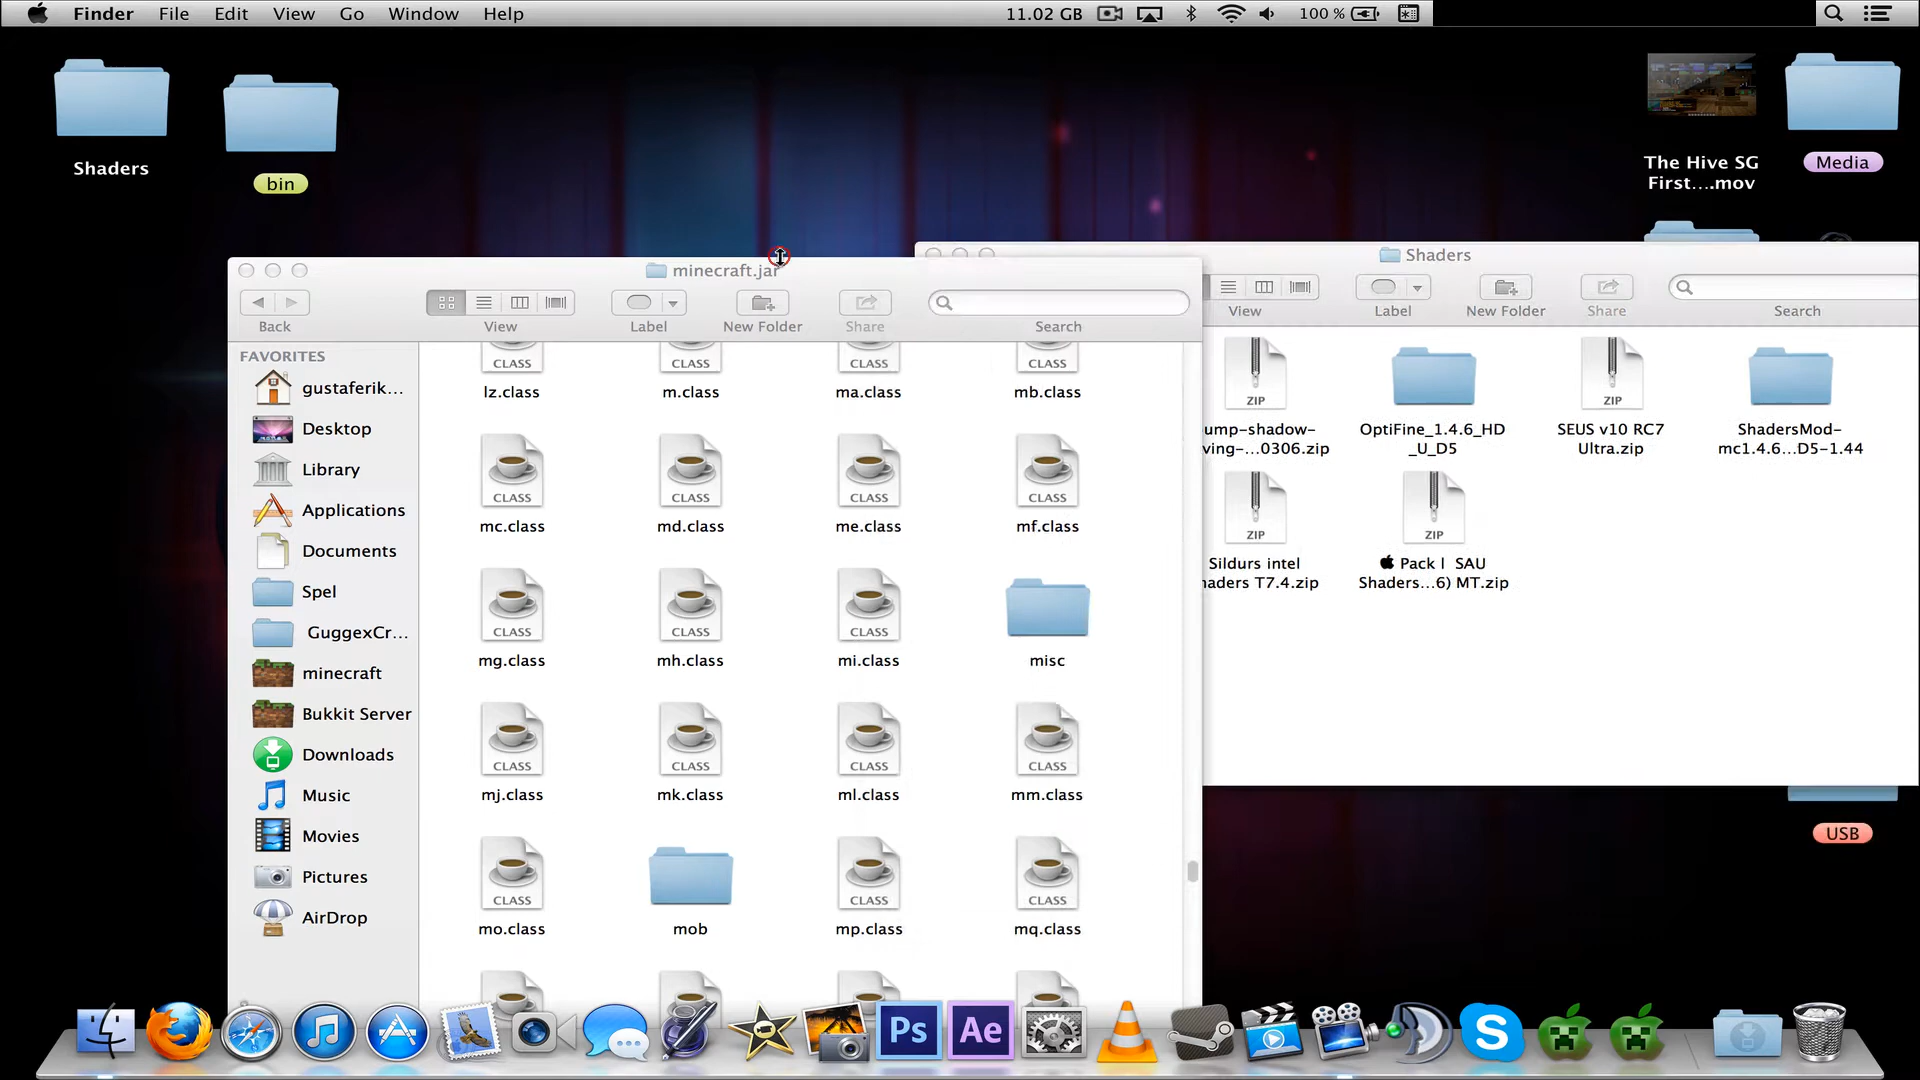 Finder File Edit View Go Window Help 11.02 GB 100 %
Shaders
bin
The Hive SG
First....mov
Media
minecraft.jar
Back View Label New Folder Share Search
FAVORITES
gustaferik...
Desktop
Library
Applications
Documents
Spel
GuggexCr...
minecraft
Bukkit Server
Downloads
Music
Movies
Pictures
AirDrop
lz.class m.class ma.class mb.class
CLASS CLASS CLASS CLASS
mc.class md.class me.class mf.class
CLASS CLASS CLASS
mg.class mh.class mi.class misc
CLASS CLASS CLASS CLASS
mj.class mk.class ml.class mm.class
CLASS CLASS CLASS
mo.class mob mp.class mq.class
Shaders
View Label New Folder Share Search
ZIP ZIP
ump-shadow-
ving-...0306.zip
OptiFine_1.4.6_HD
_U_D5
SEUS v10 RC7
Ultra.zip
ShadersMod-
mc1.4.6...D5-1.44
ZIP ZIP
Sildurs intel
haders T7.4.zip
Pack | SAU
Shaders...6) MT.zip
USB
Ps Ae